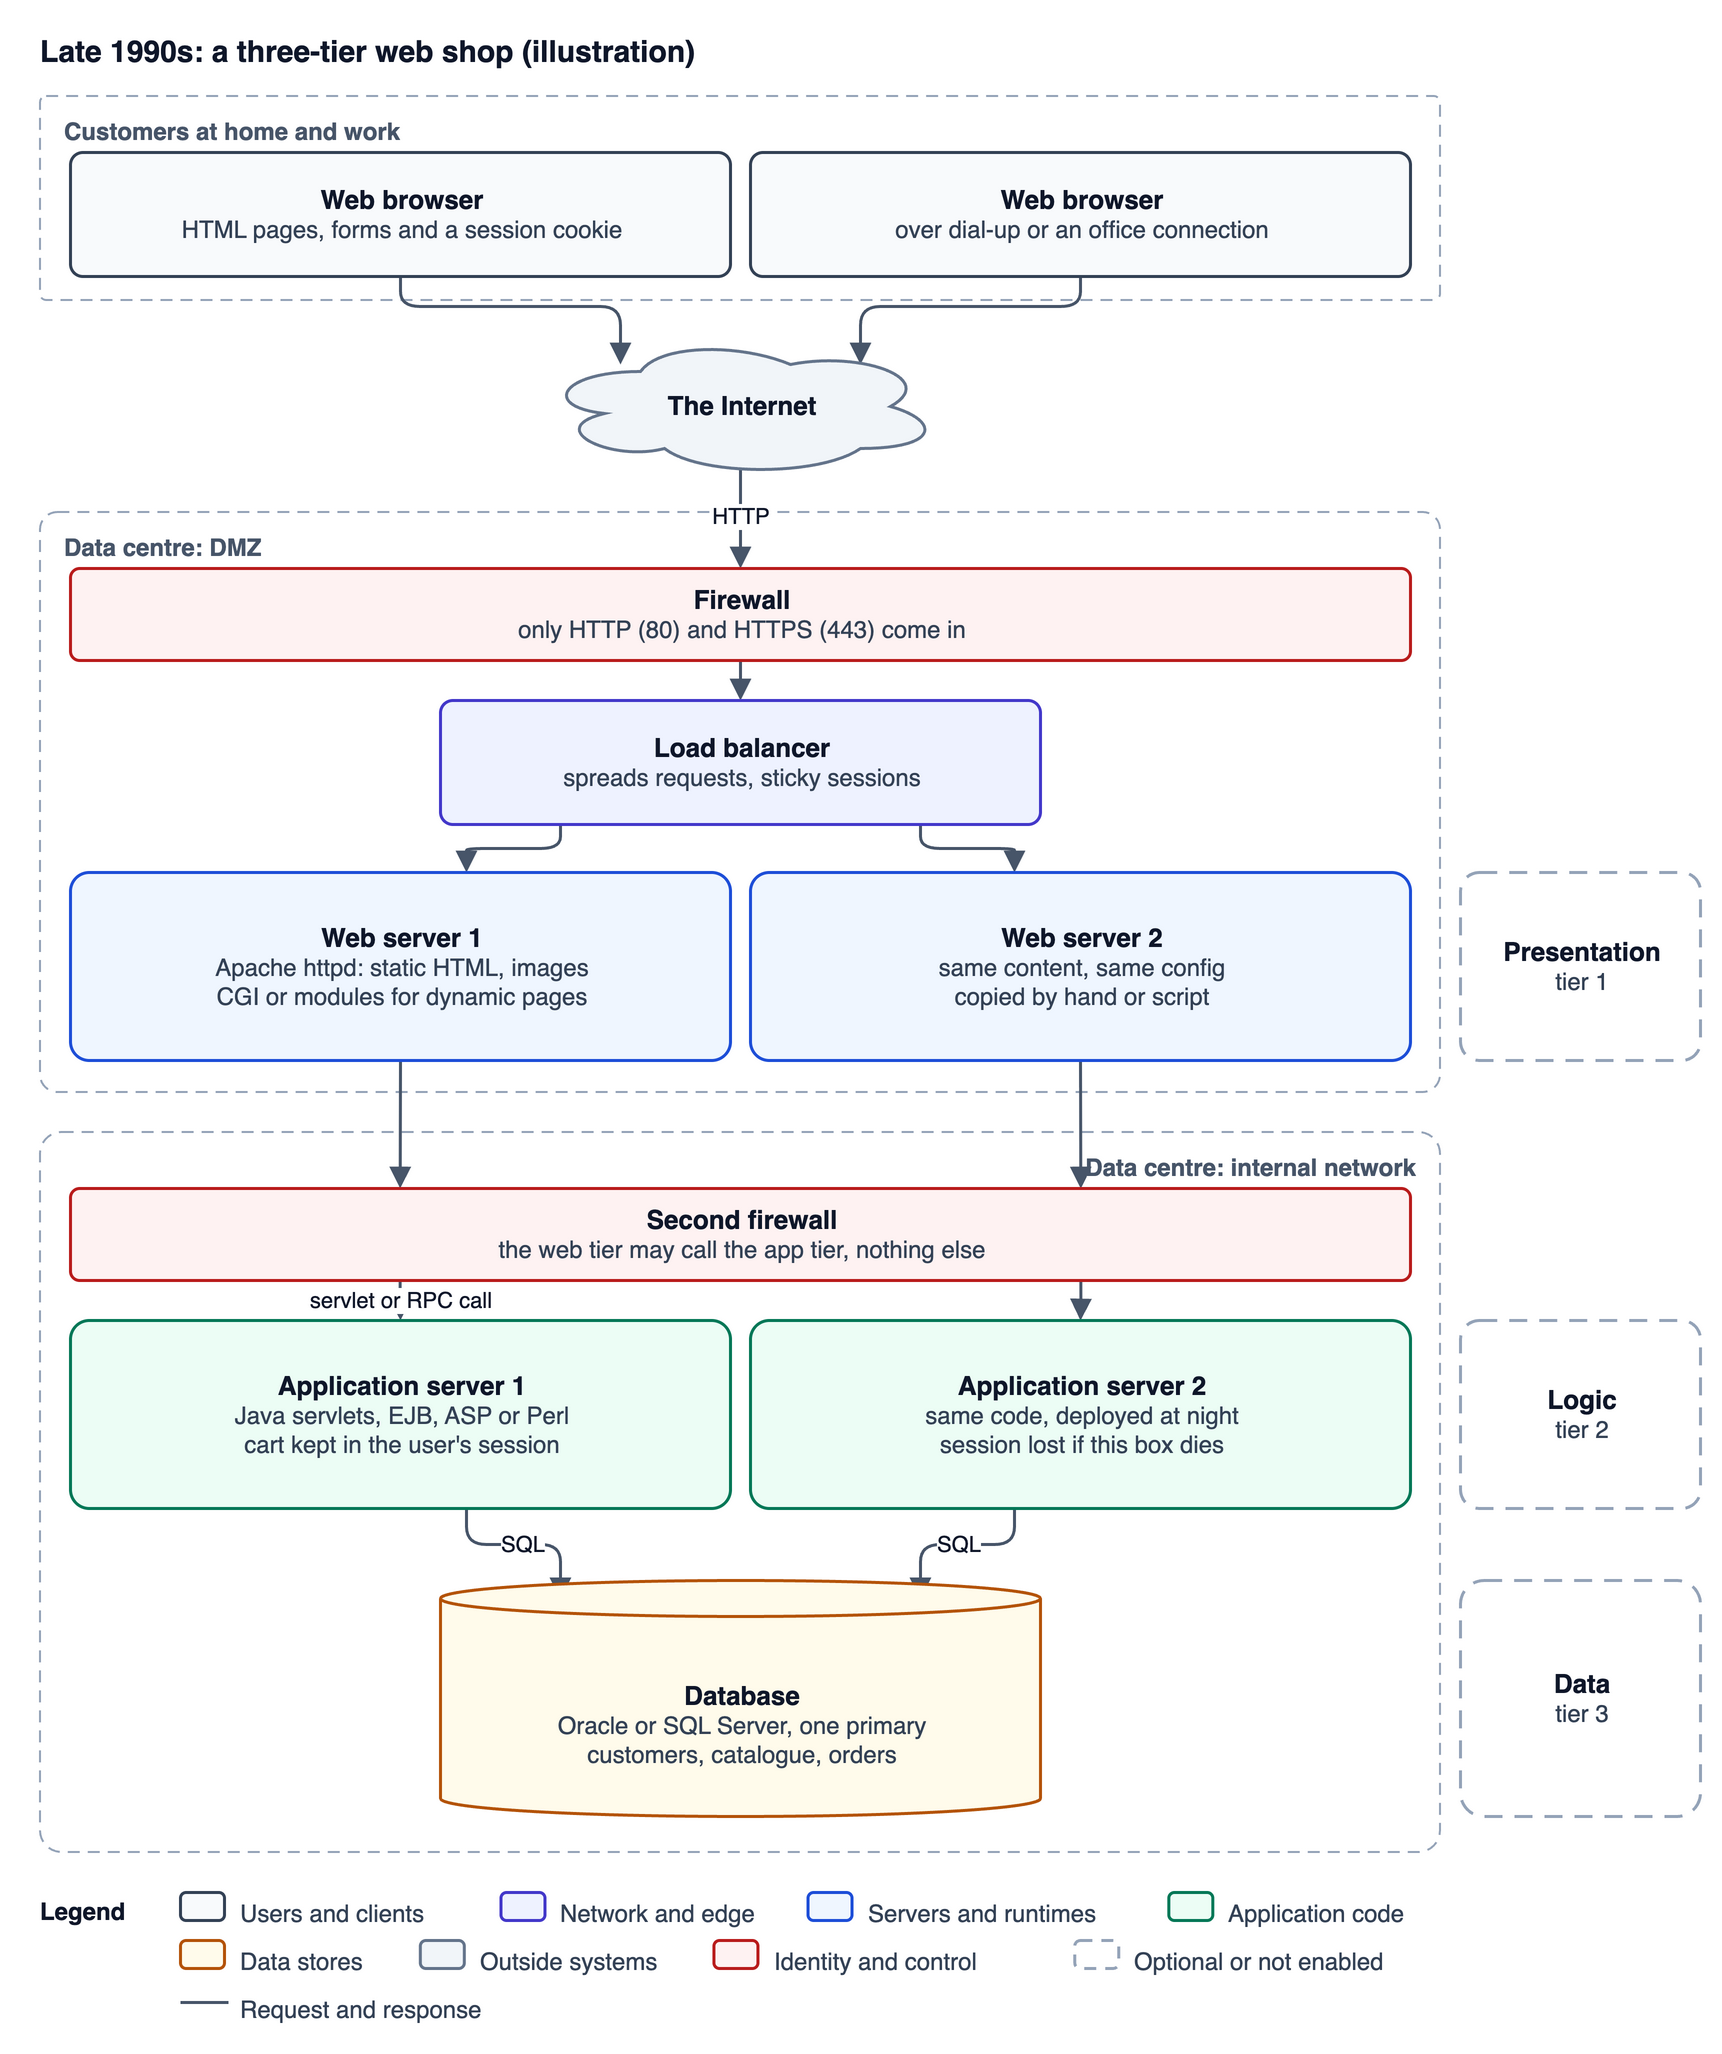 Late 1990s: a three-tier web shop (illustration)
Customers at home and work
Web browser
HTML pages, forms and a session cookie
Web browser
over dial-up or an office connection
The Internet
HTTP
Data centre: DMZ
Firewall
only HTTP (80) and HTTPS (443) come in
Load balancer
spreads requests, sticky sessions
Web server 1
Apache httpd: static HTML, images
CGI or modules for dynamic pages
Web server 2
same content, same config
copied by hand or script
Presentation
tier 1
Data centre: internal network
Second firewall
the web tier may call the app tier, nothing else
servlet or RPC call
Application server 1
Java servlets, EJB, ASP or Perl
cart kept in the user's session
Application server 2
same code, deployed at night
session lost if this box dies
Logic
tier 2
SQL
SQL
Database
Oracle or SQL Server, one primary
customers, catalogue, orders
Data
tier 3
Legend
Users and clients
Network and edge
Servers and runtimes
Application code
Data stores
Outside systems
Identity and control
Optional or not enabled
Request and response